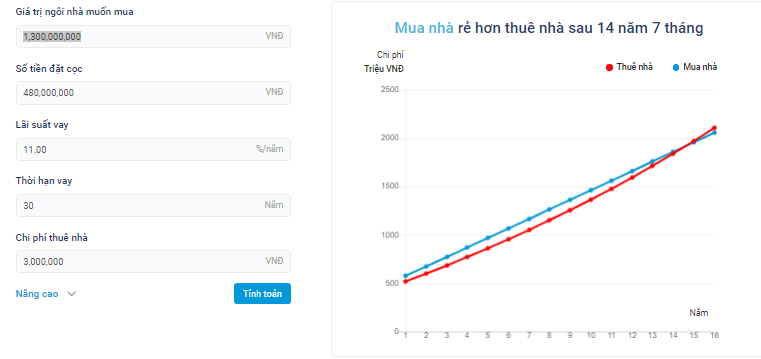 Giá trị ngôi nhà muốn mua
1,300,000,000 VNĐ
Số tiền đặt cọc
480,000,000 VNĐ
Lãi suất vay
11.00 %/năm
Thời hạn vay
30 Năm
Chi phí thuê nhà
3,000,000 VNĐ
Nâng cao
Tính toán
Mua nhà rẻ hơn thuê nhà sau 14 năm 7 tháng
Chi phí
Triệu VNĐ
Thuê nhà Mua nhà
2500
2000
1500
1000
500
0
Năm
1 2 3 4 5 6 7 8 9 10 11 12 13 14 15 16